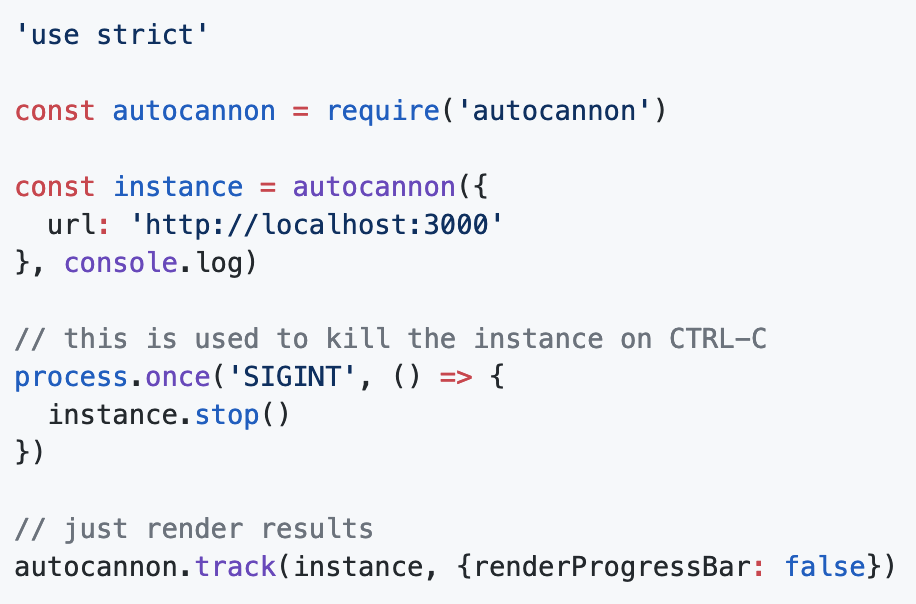 'use strict'
const autocannon = require('autocannon')
const instance = autocannon({
  url: 'http://localhost:3000'
}, console.log)
// this is used to kill the instance on CTRL-C
process.once('SIGINT', () => {
  instance.stop()
})
// just render results
autocannon.track(instance, {renderProgressBar: false})